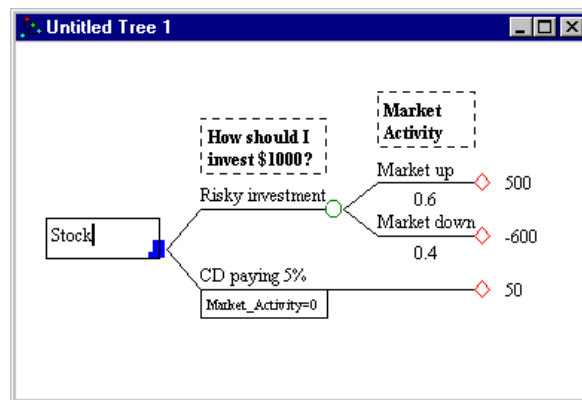 Untitled Tree 1
Market
Activity
How should I
invest $1000?
Market up
500
Risky investment
0.6
Market down
-600
Stock
0.4
CD paying 5%
50
Market_Activity=0